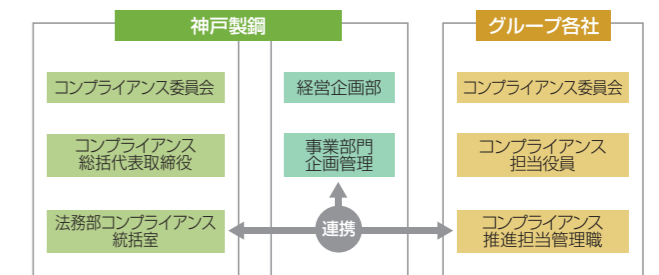 神戸製鋼
グループ各社
コンプライアンス委員会
経営企画部
コンプライアンス委員会
コンプライアンス
総括代表取締役
事業部門
企画管理
コンプライアンス
担当役員
法務部コンプライアンス
統括室
連携
コンプライアンス
推進担当管理職